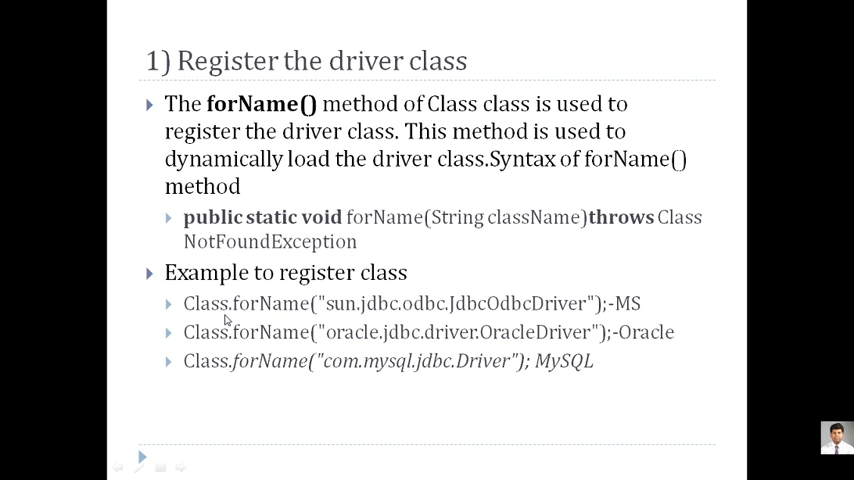 1) Register the driver class
The forName() method of Class class is used to
register the driver class. This method is used to
dynamically load the driver class.Syntax of forName()
method
public static void forName(String className)throws Class
NotFoundException
Example to register class
Class.forName("sun.jdbc.odbc.JdbcOdbcDriver");-MS
Class.forName("oracle.jdbc.driver.OracleDriver");-Oracle
Class.forName("com.mysql.jdbc.Driver"); MySQL